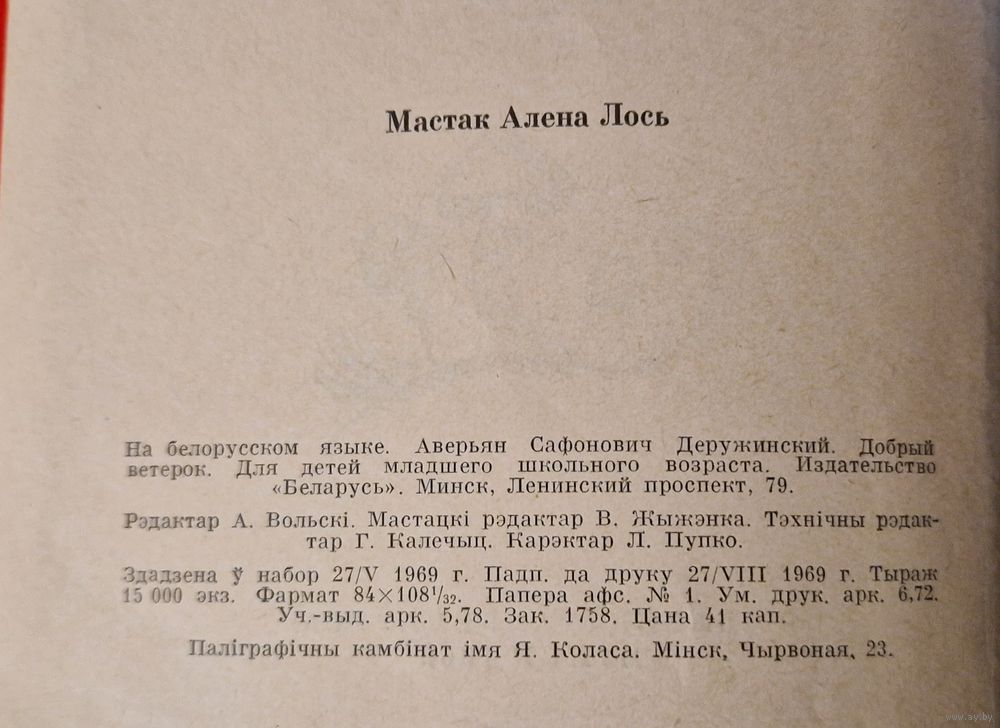 Мастак Алена Лось
На белорусском языке. Аверьян Сафонович Деружинский. Добрый
ветерок. Для детей младшего школьного возраста. Издательство
«Беларусь». Минск, Ленинский проспект, 79.
Рэдактар А. Вольскі. Мастацкі рэдактар В. Жыжэнка. Тэхнічны рэдак-
тар Г. Калечыц. Карэктар Л. Пупко.
Здадзена ў набор 27/V 1969 г. Падп. да друку 27/VIII 1969 г. Тыраж
15 000 экз. Фармат 84×108¹/₃₂. Папера афс. № 1. Ум. друк. арк. 6,72.
Уч.-выд. арк. 5,78. Зак. 1758. Цана 41 кап.
Паліграфічны камбінат імя Я. Коласа. Мінск, Чырвоная, 23.
www.ay.by